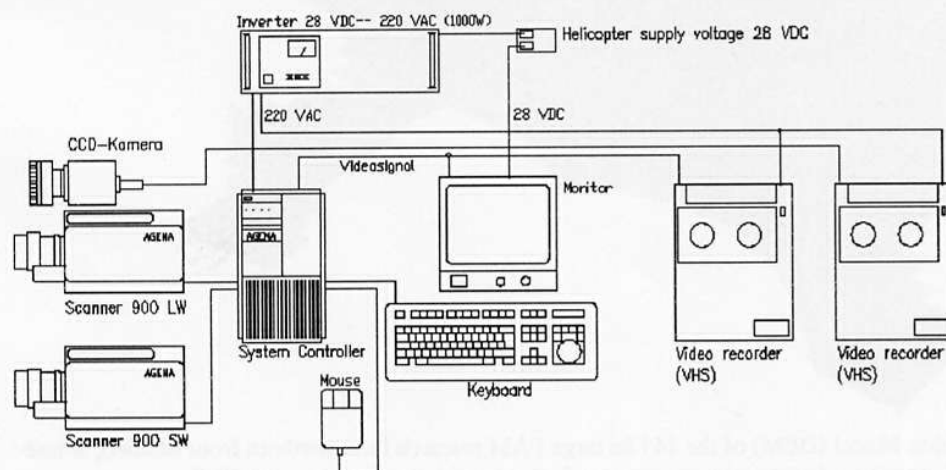 Inverter 28 VDC-- 220 VAC (1000W)
Helicopter supply voltage 28 VDC
220 VAC
28 VDC
CCD-Kamera
Videosignal
Monitor
AGEMA
AGEMA
Scanner 900 LW
System Controller
Video recorder
(VHS)
Video recorder
(VHS)
Keyboard
Mouse
AGEMA
Scanner 900 SW